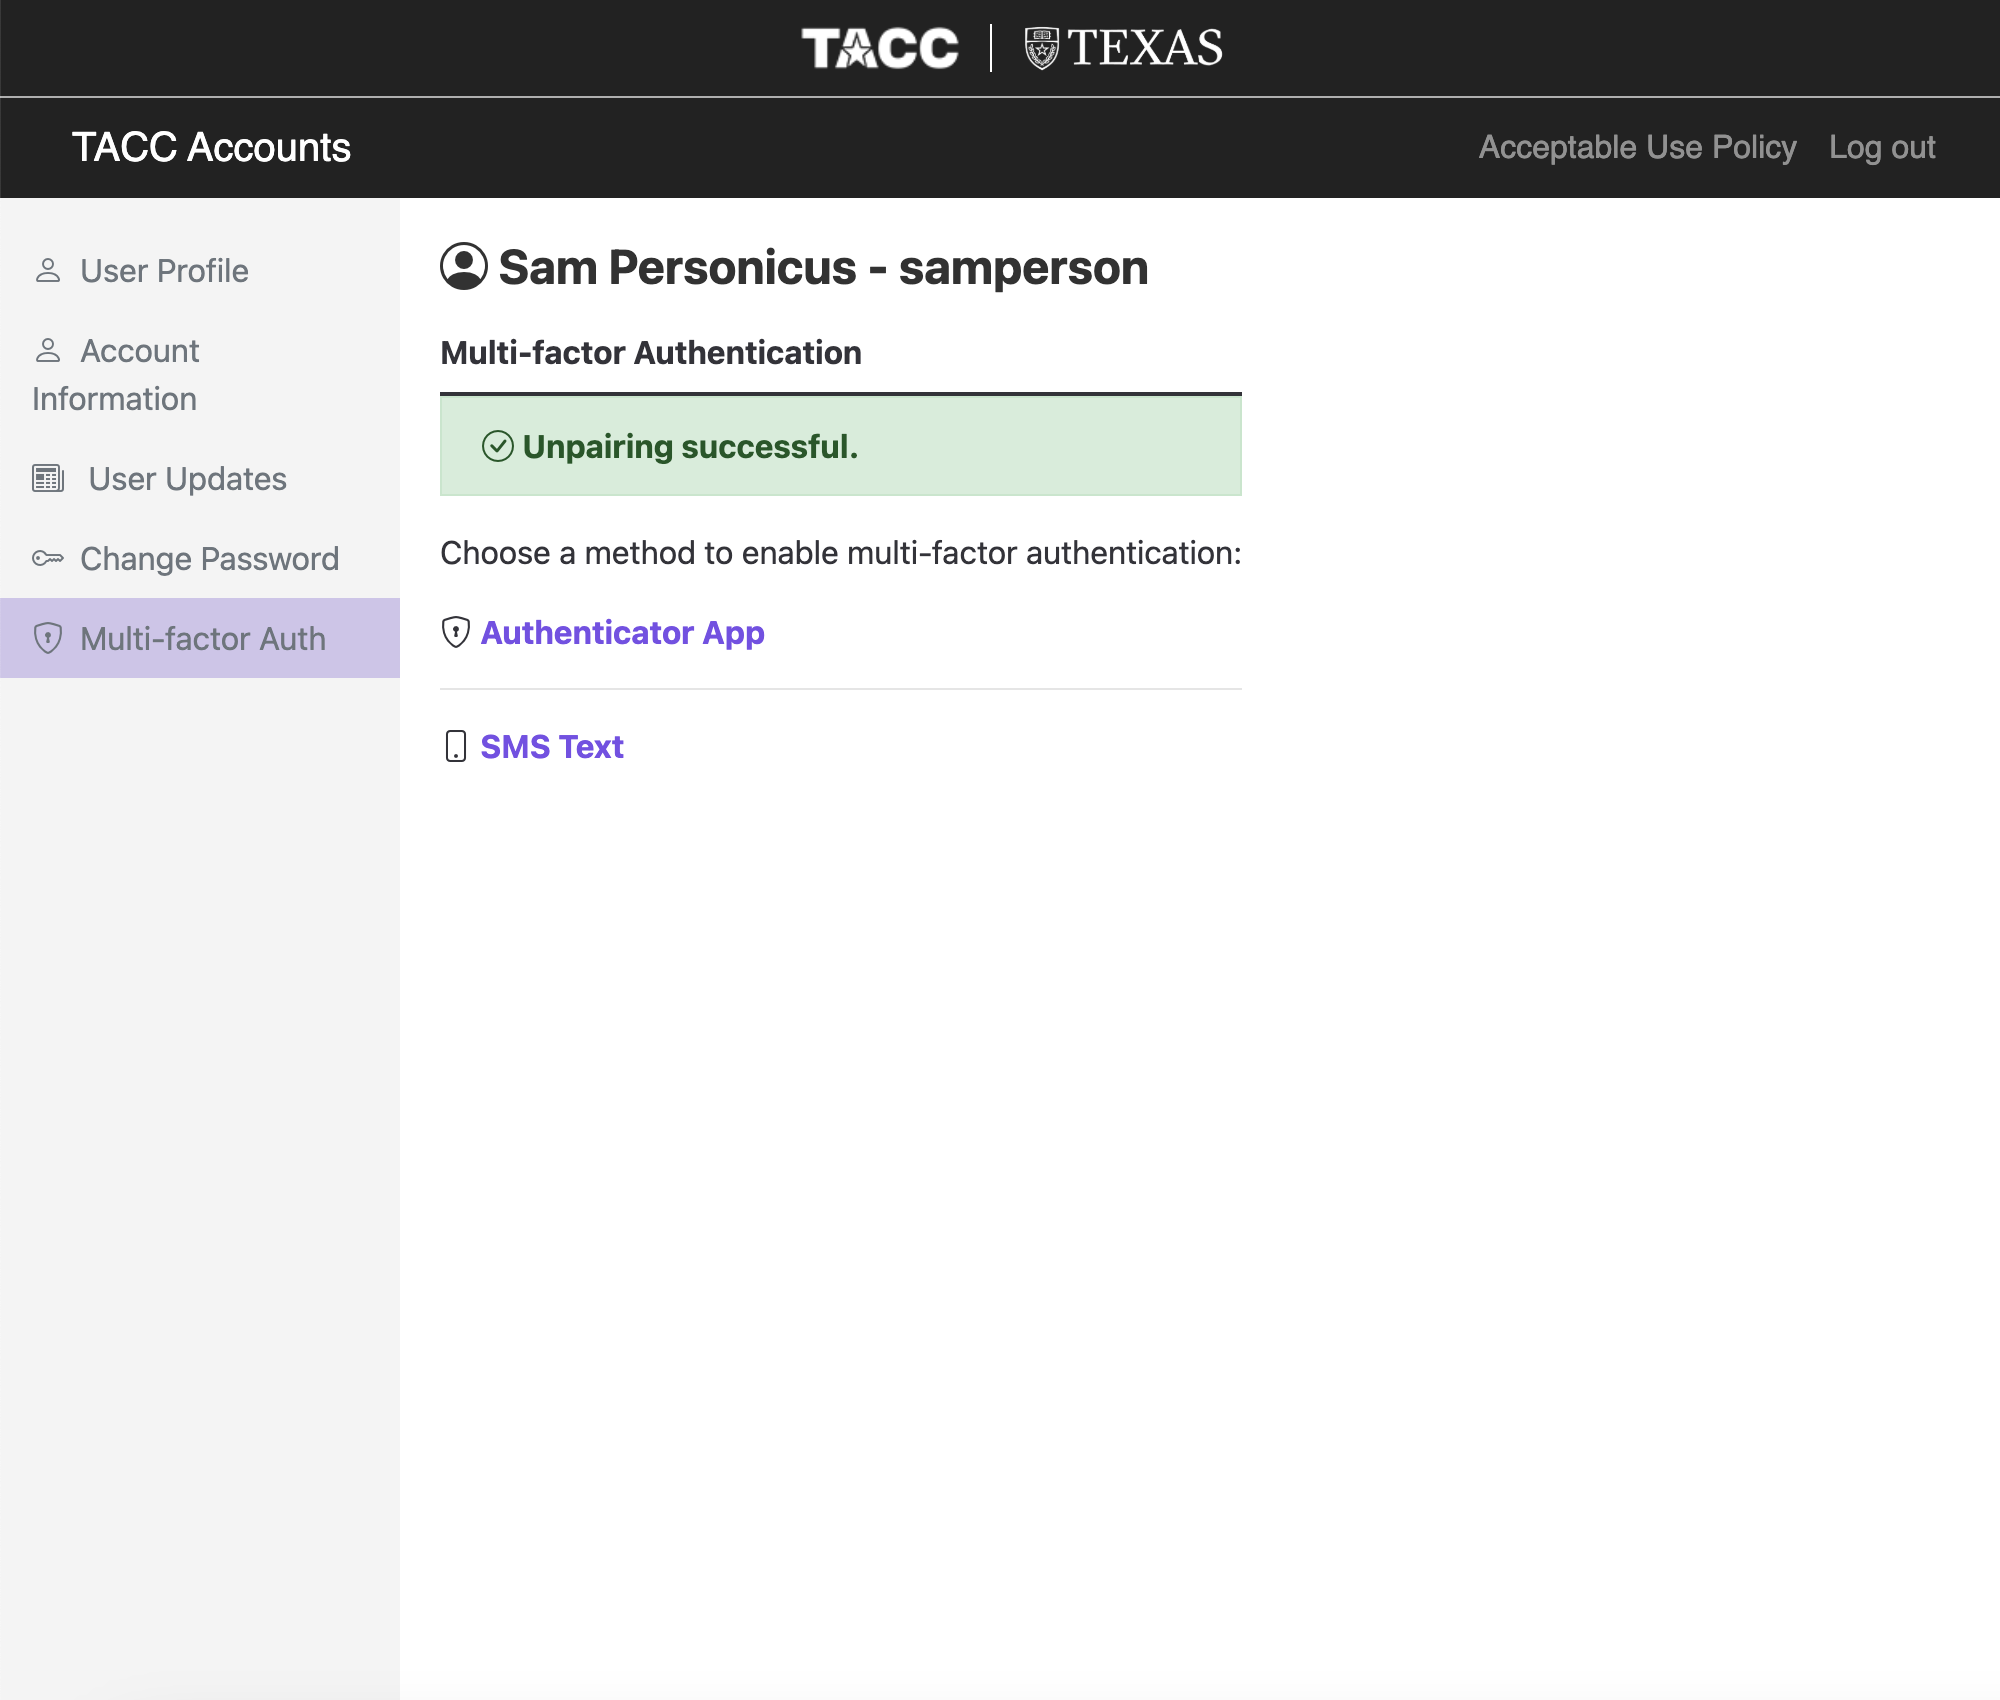 TACC TEXAS
TACC Accounts Acceptable Use Policy Log out
User Profile
Account
Information
User Updates
Change Password
Multi-factor Auth
Sam Personicus - samperson
Multi-factor Authentication
Unpairing successful.
Choose a method to enable multi-factor authentication:
Authenticator App
SMS Text